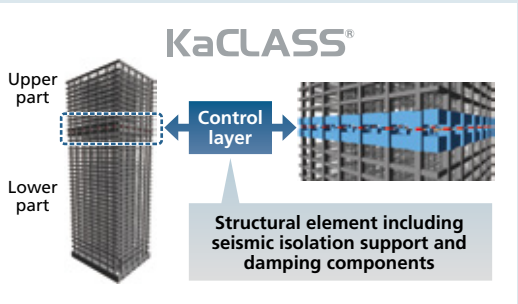 KaCLASS®
Upper
part
Control
layer
Lower
part
Structural element including
seismic isolation support and
damping components